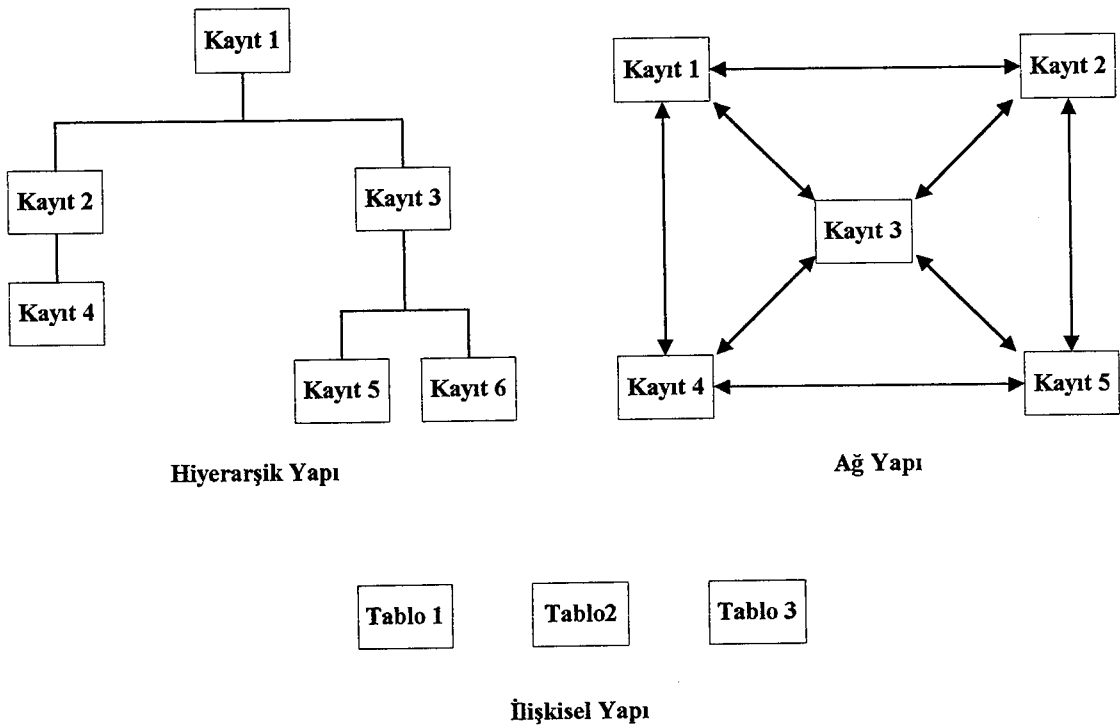 Kayıt 1
Kayıt 2
Kayıt 3
Kayıt 4
Kayıt 5
Kayıt 6
Hiyerarşik Yapı
Kayıt 1
Kayıt 2
Kayıt 3
Kayıt 4
Kayıt 5
Ağ Yapı
Tablo 1
Tablo2
Tablo 3
İlişkisel Yapı